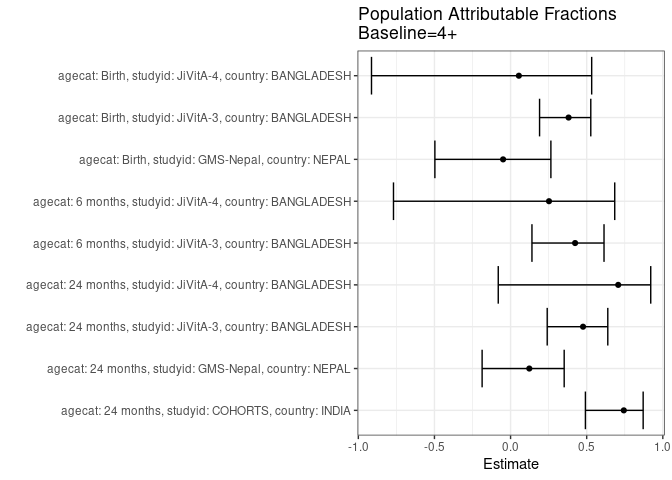 Population Attributable Fractions
Baseline=4+
agecat: Birth, studyid: JiVitA-4, country: BANGLADESH
agecat: Birth, studyid: JiVitA-3, country: BANGLADESH
agecat: Birth, studyid: GMS-Nepal, country: NEPAL
agecat: 6 months, studyid: JiVitA-4, country: BANGLADESH
agecat: 6 months, studyid: JiVitA-3, country: BANGLADESH
agecat: 24 months, studyid: JiVitA-4, country: BANGLADESH
agecat: 24 months, studyid: JiVitA-3, country: BANGLADESH
agecat: 24 months, studyid: GMS-Nepal, country: NEPAL
agecat: 24 months, studyid: COHORTS, country: INDIA
-1.0 -0.5 0.0 0.5 1.0
Estimate